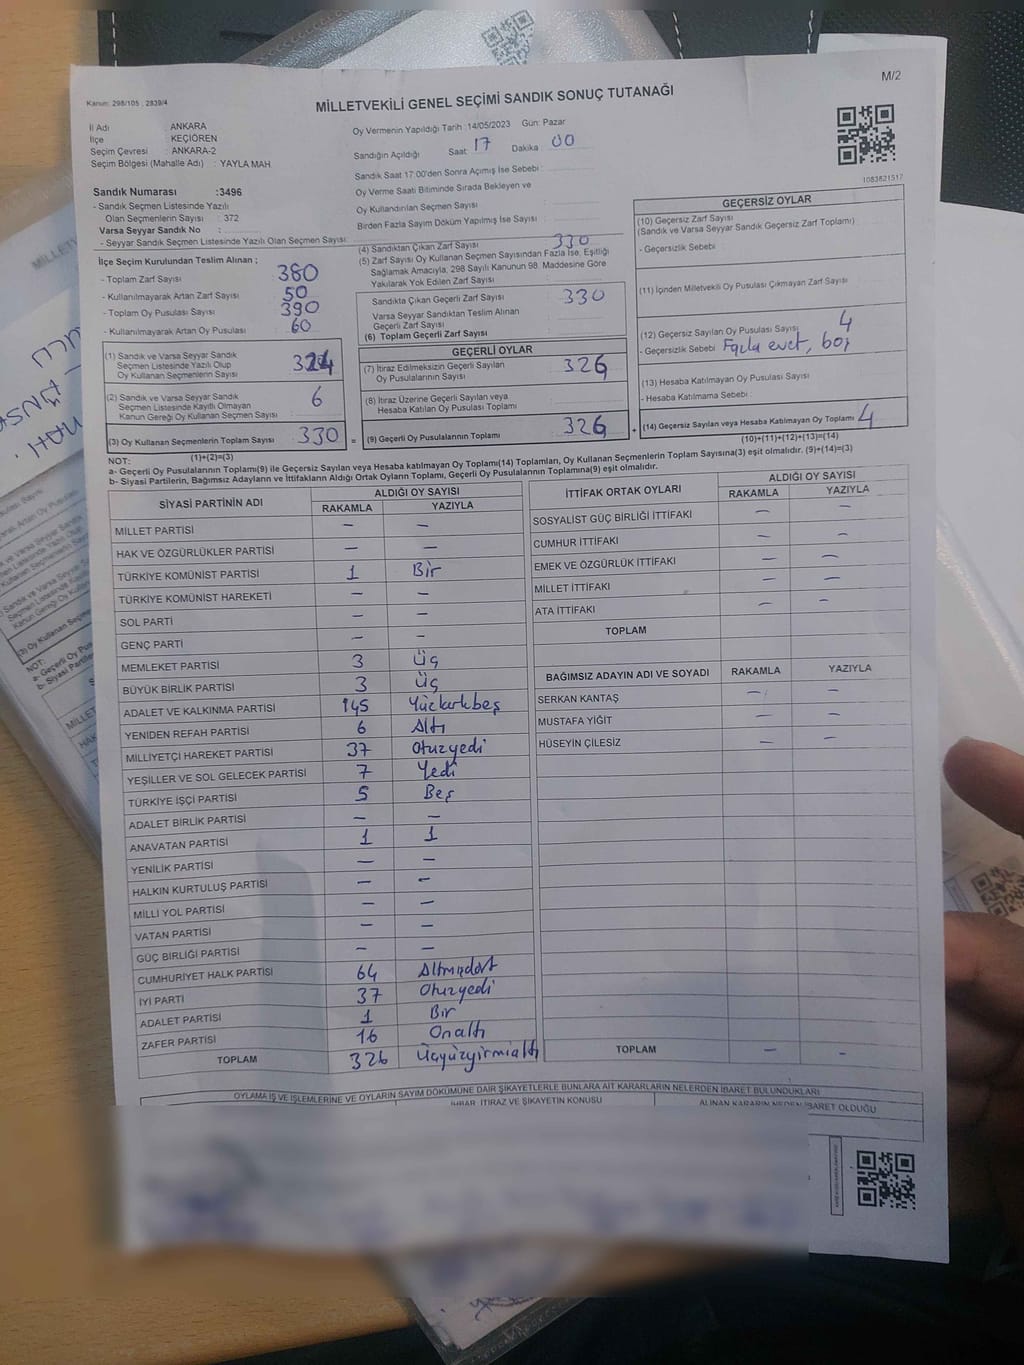 M/2
Kanun: 298/105 , 2839/4
MİLLETVEKİLİ GENEL SEÇİMİ SANDIK SONUÇ TUTANAĞI
İl Adı : ANKARA
İlçe : KEÇİÖREN
Seçim Çevresi : ANKARA-2
Seçim Bölgesi (Mahalle Adı) : YAYLA MAH
Oy Vermenin Yapıldığı Tarih :14/05/2023 Gün: Pazar
Sandığın Açıldığı Saat 17 Dakika 00
Sandık Saat 17:00'den Sonra Açımış İse Sebebi :
Oy Verme Saati Bitiminde Sırada Bekleyen ve
Oy Kullandırılan Seçmen Sayısı :
Birden Fazla Sayım Döküm Yapılmış İse Sayısı :
1083821517
Sandık Numarası :3496
- Sandık Seçmen Listesinde Yazılı
Olan Seçmenlerin Sayısı : 372
Varsa Seyyar Sandık No :
- Seyyar Sandık Seçmen Listesinde Yazılı Olan Seçmen Sayısı:
İlçe Seçim Kurulundan Teslim Alınan ;
- Toplam Zarf Sayısı : 380
- Kullanılmayarak Artan Zarf Sayısı : 50
- Toplam Oy Pusulası Sayısı : 390
- Kullanılmayarak Artan Oy Pusulası : 60
(1) Sandık ve Varsa Seyyar Sandık
Seçmen Listesinde Yazılı Olup
Oy Kullanan Seçmenlerin Sayısı 324
(2) Sandık ve Varsa Seyyar Sandık
Seçmen Listesinde Kayıtlı Olmayan
Kanun Gereği Oy Kullanan Seçmen Sayısı : 6
(3) Oy Kullanan Seçmenlerin Toplam Sayısı : 330 =
(1)+(2)=(3)
(4) Sandıktan Çıkan Zarf Sayısı : 330
(5) Zarf Sayısı Oy Kullanan Seçmen Sayısından Fazla İse, Eşitliği
Sağlamak Amacıyla, 298 Sayılı Kanunun 98. Maddesine Göre
Yakılarak Yok Edilen Zarf Sayısı :
Sandıkta Çıkan Geçerli Zarf Sayısı : 330
Varsa Seyyar Sandıktan Teslim Alınan
Geçerli Zarf Sayısı :
(6) Toplam Geçerli Zarf Sayısı :
GEÇERLİ OYLAR
(7) İtiraz Edilmeksizin Geçerli Sayılan
Oy Pusulalarının Sayısı : 326
(8) İtiraz Üzerine Geçerli Sayılan veya
Hesaba Katılan Oy Pusulası Toplamı :
(9) Geçerli Oy Pusulalarının Toplamı : 326 +
GEÇERSİZ OYLAR
(10) Geçersiz Zarf Sayısı :
(Sandık ve Varsa Seyyar Sandık Geçersiz Zarf Toplamı)
- Geçersizlik Sebebi :
(11) İçinden Milletvekili Oy Pusulası Çıkmayan Zarf Sayısı :
(12) Geçersiz Sayılan Oy Pusulası Sayısı : 4
- Geçersizlik Sebebi : Fazla evet, boş
(13) Hesaba Katılmayan Oy Pusulası Sayısı :
- Hesaba Katılmama Sebebi :
(14) Geçersiz Sayılan veya Hesaba Katılmayan Oy Toplamı : 4
(10)+(11)+(12)+(13)=(14)
NOT:
a- Geçerli Oy Pusulalarının Toplamı(9) ile Geçersiz Sayılan veya Hesaba katılmayan Oy Toplamı(14) Toplamları, Oy Kullanan Seçmenlerin Toplam Sayısına(3) eşit olmalıdır. (9)+(14)=(3)
b- Siyasi Partilerin, Bağımsız Adayların ve İttifakların Aldığı Ortak Oyların Toplamı, Geçerli Oy Pusulalarının Toplamına(9) eşit olmalıdır.
SİYASİ PARTİNİN ADI ALDIĞI OY SAYISI
RAKAMLA YAZIYLA
MİLLET PARTİSİ — —
HAK VE ÖZGÜRLÜKLER PARTİSİ — —
TÜRKİYE KOMÜNİST PARTİSİ 1 Bir
TÜRKİYE KOMÜNİST HAREKETİ — —
SOL PARTİ — —
GENÇ PARTİ — —
MEMLEKET PARTİSİ 3 Üç
BÜYÜK BİRLİK PARTİSİ 3 Üç
ADALET VE KALKINMA PARTİSİ 145 Yüzkırkbeş
YENİDEN REFAH PARTİSİ 6 Altı
MİLLİYETÇİ HAREKET PARTİSİ 37 Otuzyedi
YEŞİLLER VE SOL GELECEK PARTİSİ 7 Yedi
TÜRKİYE İŞÇİ PARTİSİ 5 Beş
ADALET BİRLİK PARTİSİ — —
ANAVATAN PARTİSİ 1 1
YENİLİK PARTİSİ — —
HALKIN KURTULUŞ PARTİSİ — —
MİLLİ YOL PARTİSİ — —
VATAN PARTİSİ — —
GÜÇ BİRLİĞİ PARTİSİ — —
CUMHURİYET HALK PARTİSİ 64 Altmışdört
İYİ PARTİ 37 Otuzyedi
ADALET PARTİSİ 1 Bir
ZAFER PARTİSİ 16 Onaltı
TOPLAM 326 Üçyüzyirmialtı
İTTİFAK ORTAK OYLARI ALDIĞI OY SAYISI
RAKAMLA YAZIYLA
SOSYALİST GÜÇ BİRLİĞİ İTTİFAKI — —
CUMHUR İTTİFAKI — —
EMEK VE ÖZGÜRLÜK İTTİFAKI — —
MİLLET İTTİFAKI — —
ATA İTTİFAKI — —
TOPLAM
BAĞIMSIZ ADAYIN ADI VE SOYADI RAKAMLA YAZIYLA
SERKAN KANTAŞ — —
MUSTAFA YİĞİT — —
HÜSEYİN ÇİLESİZ — —
TOPLAM — —
OYLAMA İŞ VE İŞLEMLERİNE VE OYLARIN SAYIM DÖKÜMÜNE DAİR ŞİKAYETLERLE BUNLARA AİT KARARLARIN NELERDEN İBARET BULUNDUKLARI
İHBAR, İTİRAZ VE ŞİKAYETİN KONUSU ALINAN KARARIN NEDEN İBARET OLDUĞU